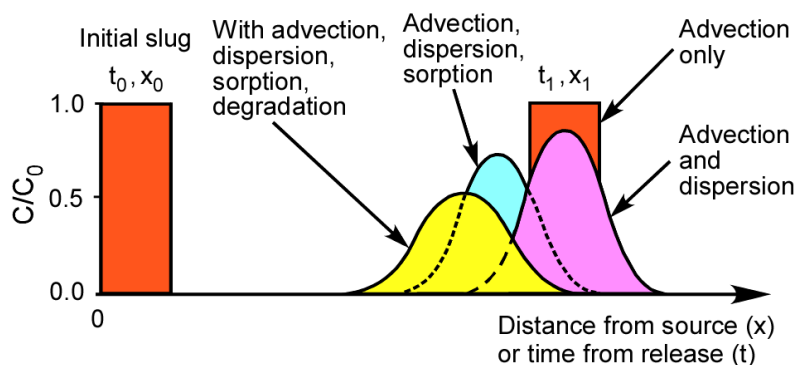 Initial slug
t0, x0
With advection,
dispersion,
sorption,
degradation
Advection,
dispersion,
sorption
t1, x1
Advection
only
Advection
and
dispersion
C/C0
1.0
0.5
0.0
0
Distance from source (x)
or time from release (t)